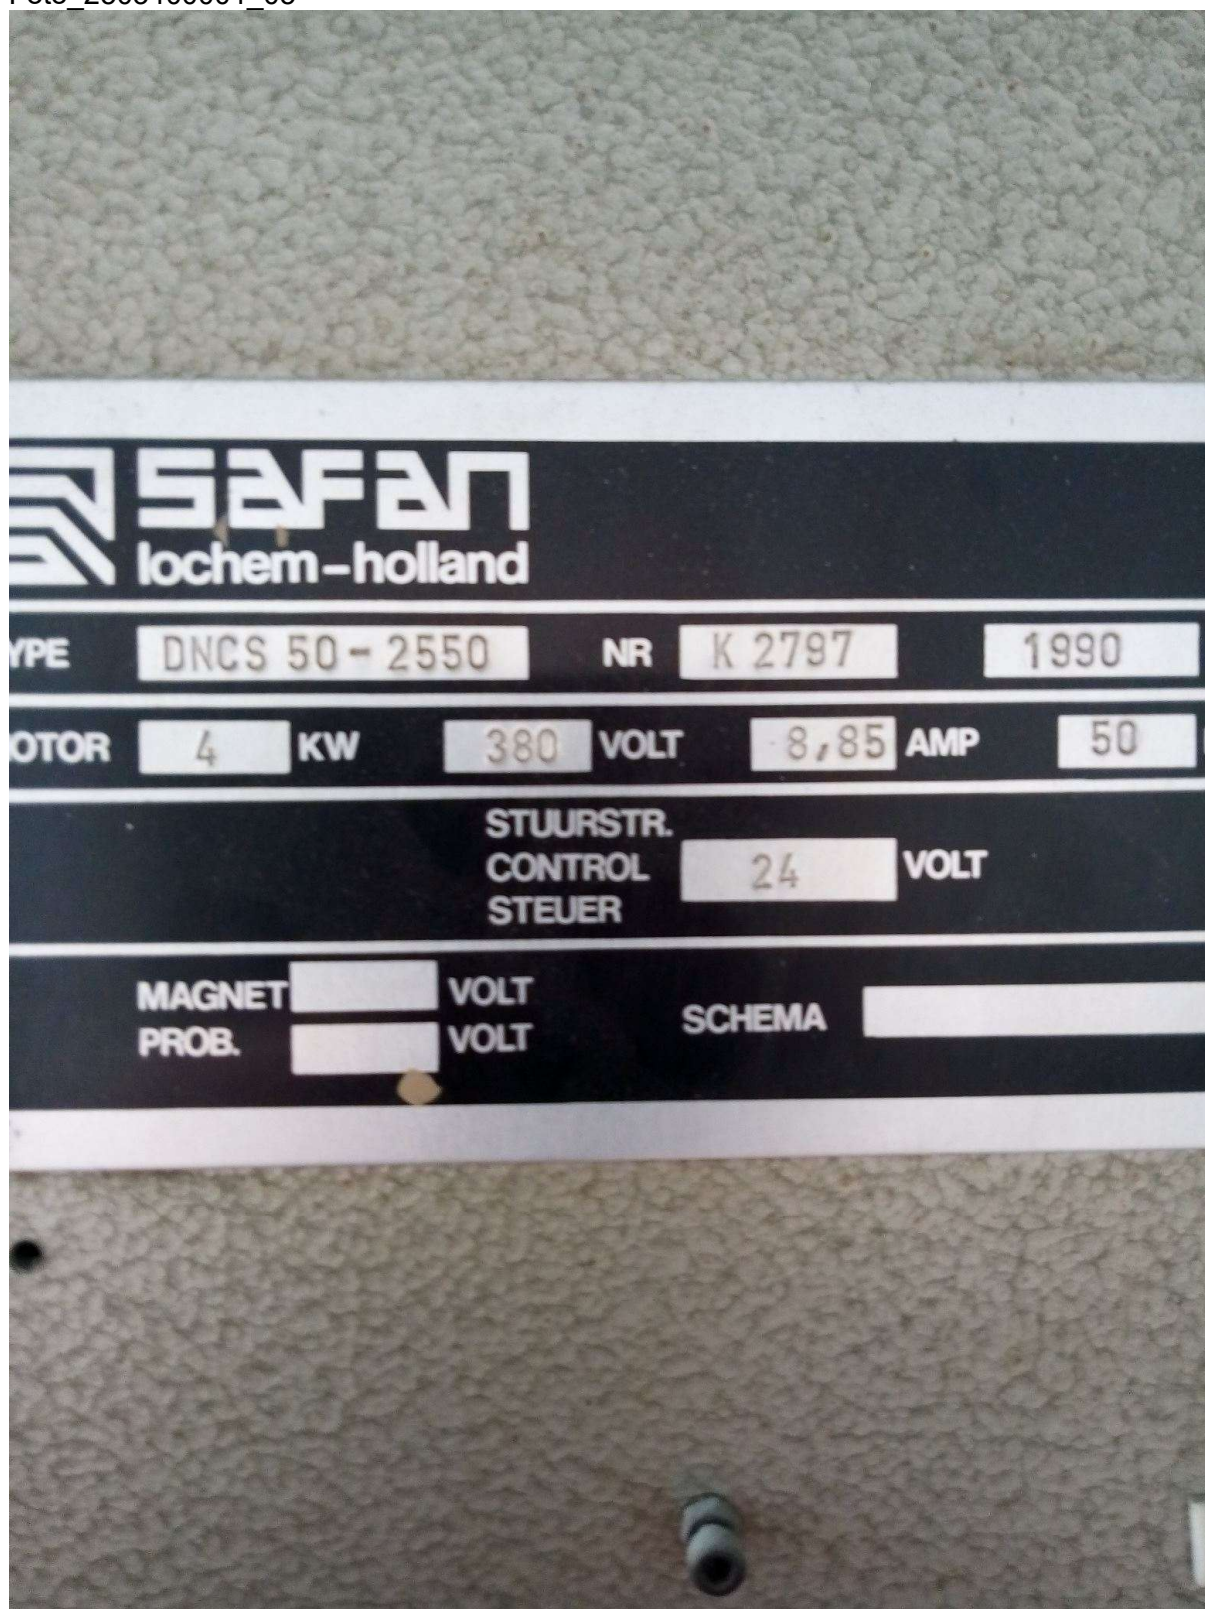 SAFAN
lochem-holland
YPE DNCS 50-2550 NR K 2797 1990
OTOR 4 KW 380 VOLT 8,85 AMP 50
STUURSTR.
CONTROL 24 VOLT
STEUER
MAGNET VOLT
PROB. VOLT
SCHEMA